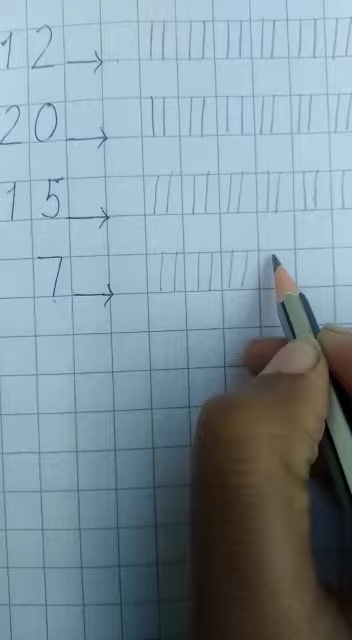 12 →
20 →
15 →
7 →